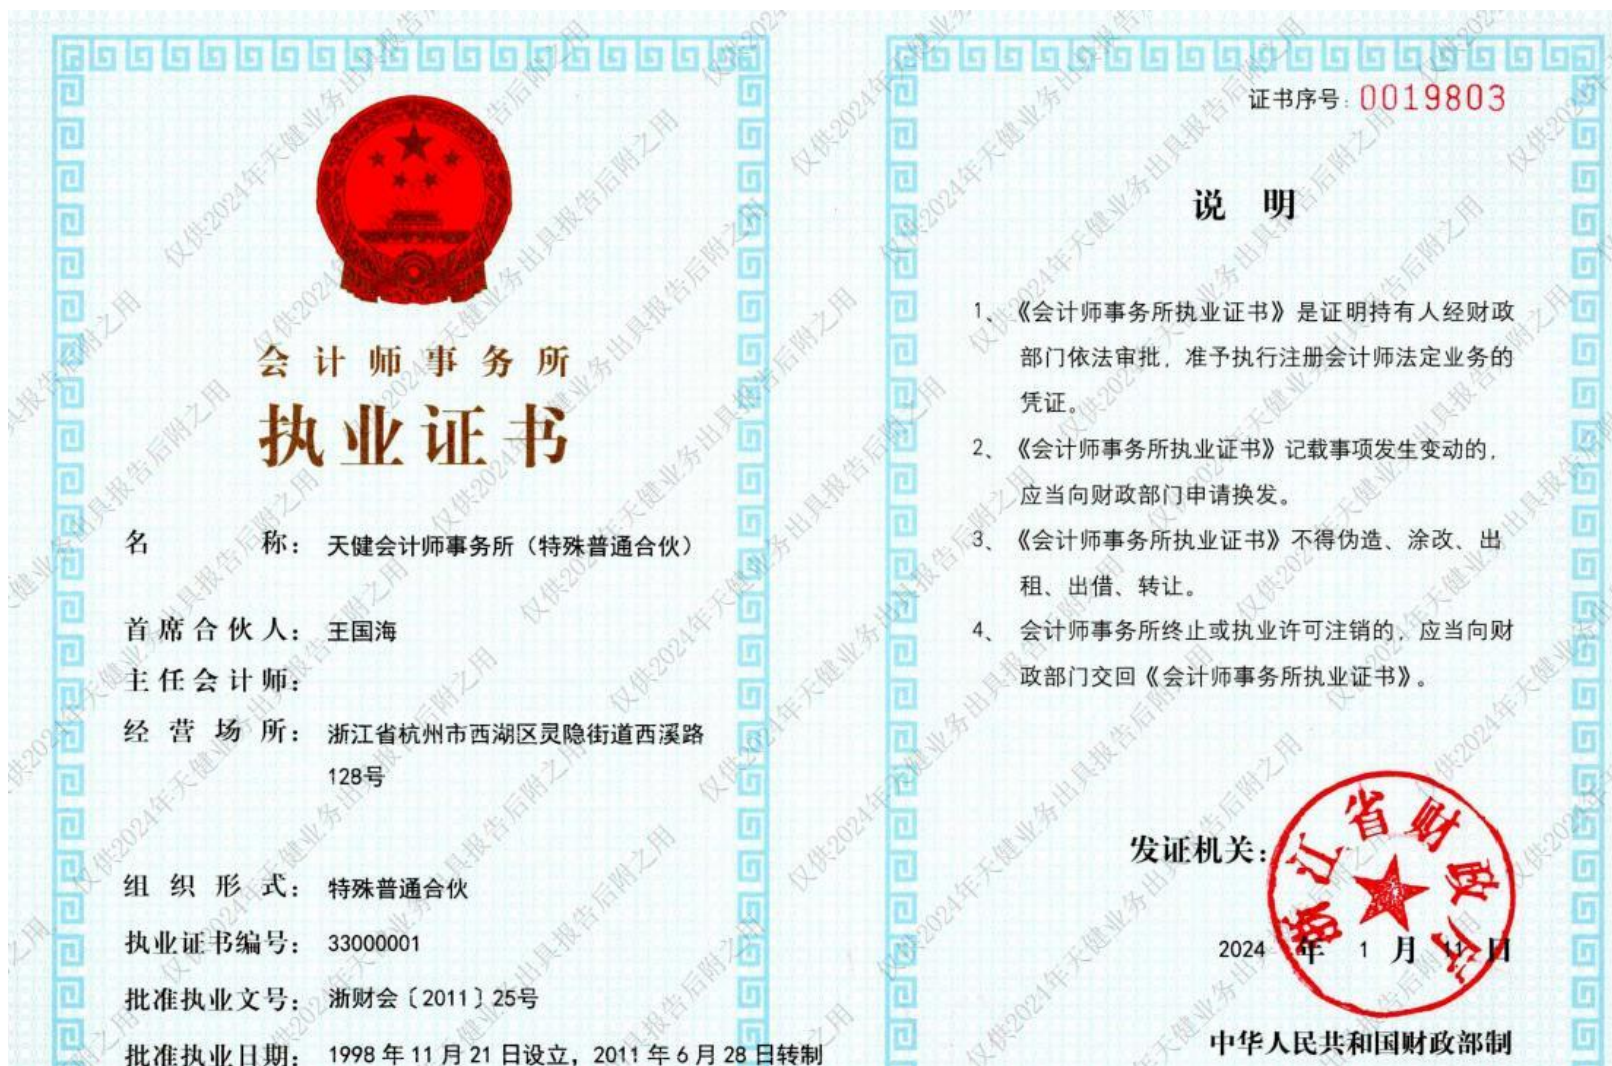 会计师事务所
执业证书
名称：天健会计师事务所（特殊普通合伙）
首席合伙人：王国海
主任会计师：
经营场所：浙江省杭州市西湖区灵隐街道西溪路
128号
组织形式：特殊普通合伙
执业证书编号：33000001
批准执业文号：浙财会〔2011〕25号
批准执业日期：1998年11月21日设立，2011年6月28日转制
证书序号：0019803
说明
1、《会计师事务所执业证书》是证明持有人经财政
部门依法审批，准予执行注册会计师法定业务的
凭证。
2、《会计师事务所执业证书》记载事项发生变动的，
应当向财政部门申请换发。
3、《会计师事务所执业证书》不得伪造、涂改、出
租、出借、转让。
4、会计师事务所终止或执业许可注销的，应当向财
政部门交回《会计师事务所执业证书》。
发证机关：
浙江省财政厅
2024年1月11日
中华人民共和国财政部制
仅供2024年天健业务出具报告后附之用